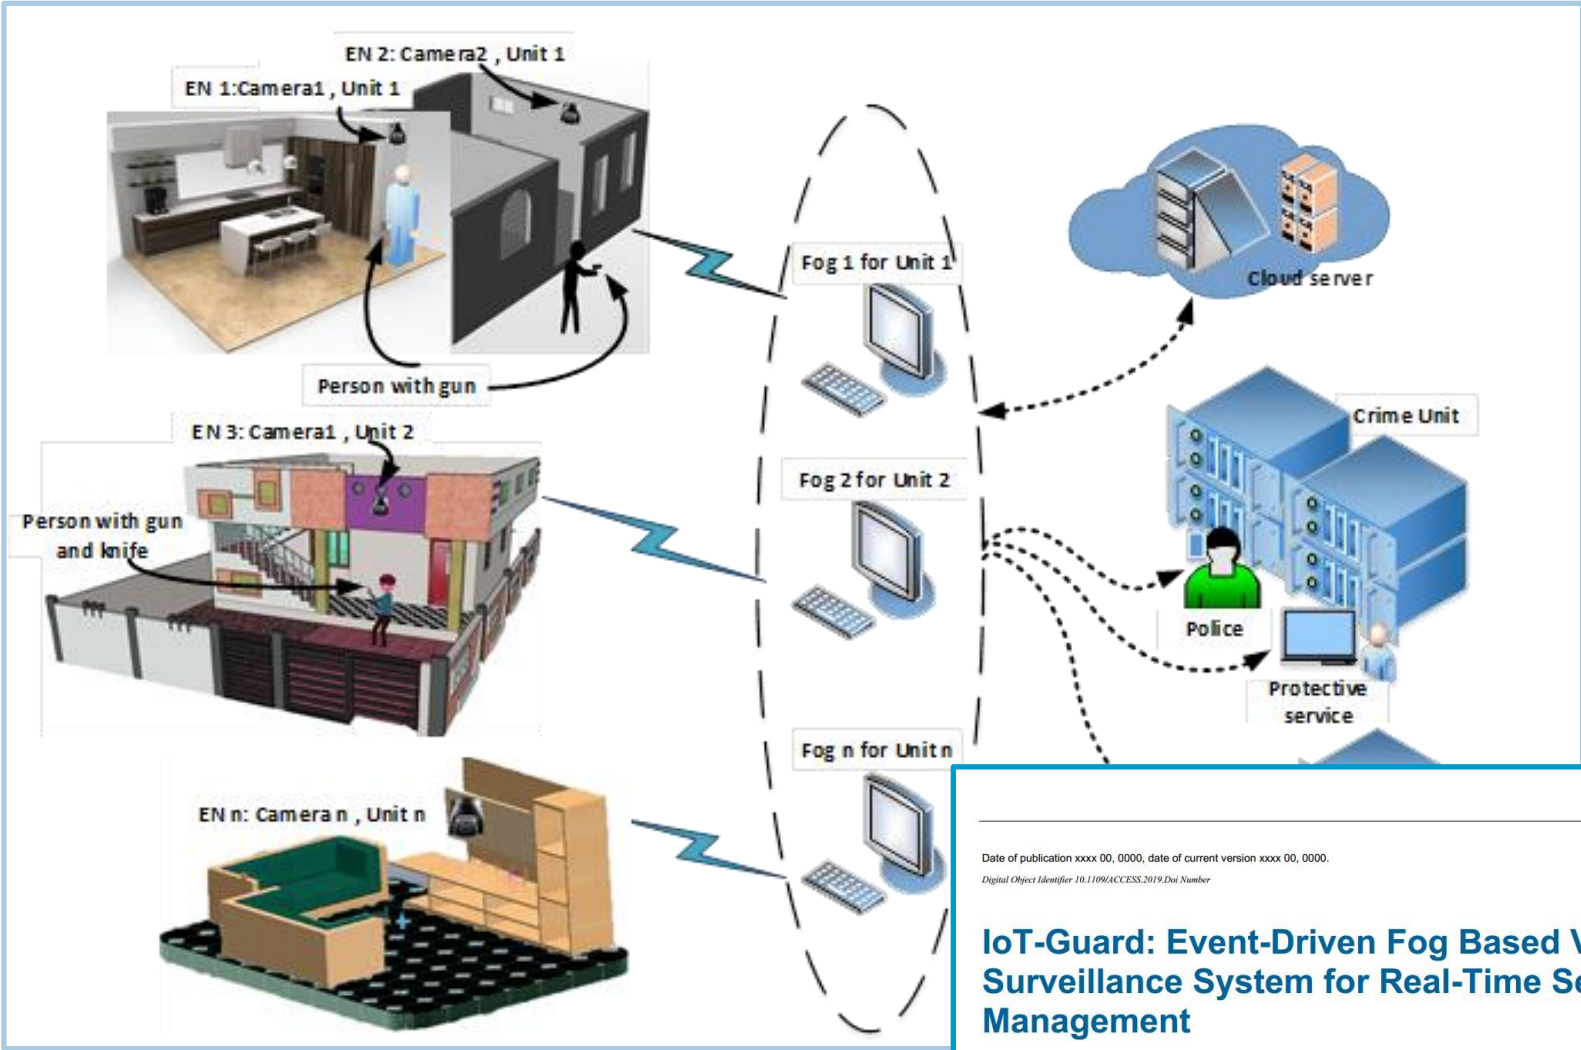 EN 2: Camera2 , Unit 1
EN 1:Camera1 , Unit 1
Fog 1 for Unit 1
Cloud server
Person with gun
Crime Unit
EN 3: Camera1 , Unit 2
Fog 2 for Unit 2
Person with gun
and knife
Police
Protective
service
Fog n for Unit n
EN n: Camera n , Unit n
Date of publication xxxx 00, 0000, date of current version xxxx 00, 0000.
Digital Object Identifier 10.1109/ACCESS.2019.Doi Number
IoT-Guard: Event-Driven Fog Based V
Surveillance System for Real-Time Se
Management